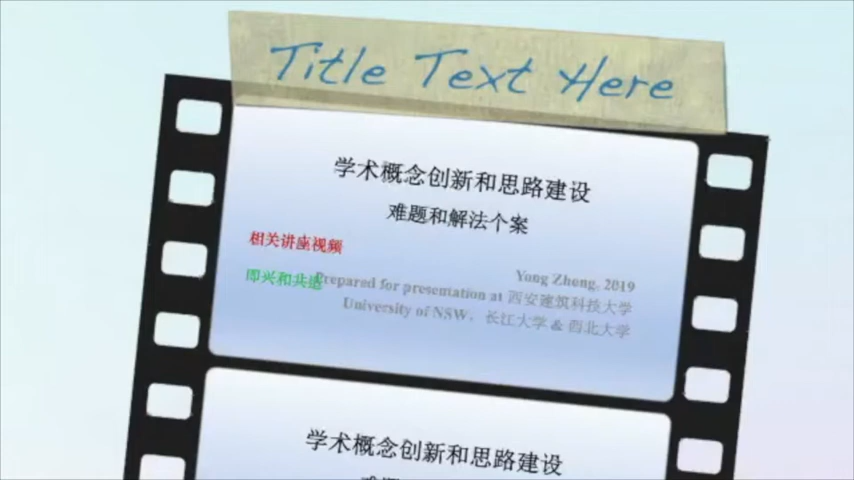 Title Text Here
学术概念创新和思路建设
难题和解法个案
相关讲座视频
Yong Zheng, 2019
即兴和共造
Prepared for presentation at 西安建筑科技大学
University of NSW， 长江大学 & 西北大学
学术概念创新和思路建设